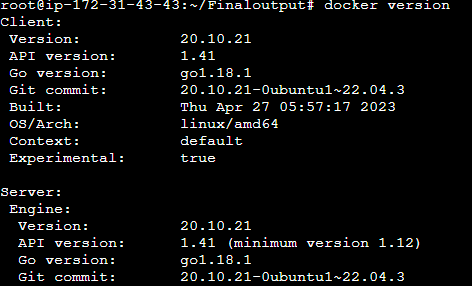 root@ip-172-31-43-43:~/Finaloutput# docker version
Client:
 Version:           20.10.21
 API version:       1.41
 Go version:        go1.18.1
 Git commit:        20.10.21-0ubuntu1~22.04.3
 Built:             Thu Apr 27 05:57:17 2023
 OS/Arch:           linux/amd64
 Context:           default
 Experimental:      true

Server:
 Engine:
  Version:          20.10.21
  API version:      1.41 (minimum version 1.12)
  Go version:       go1.18.1
  Git commit:       20.10.21-0ubuntu1~22.04.3